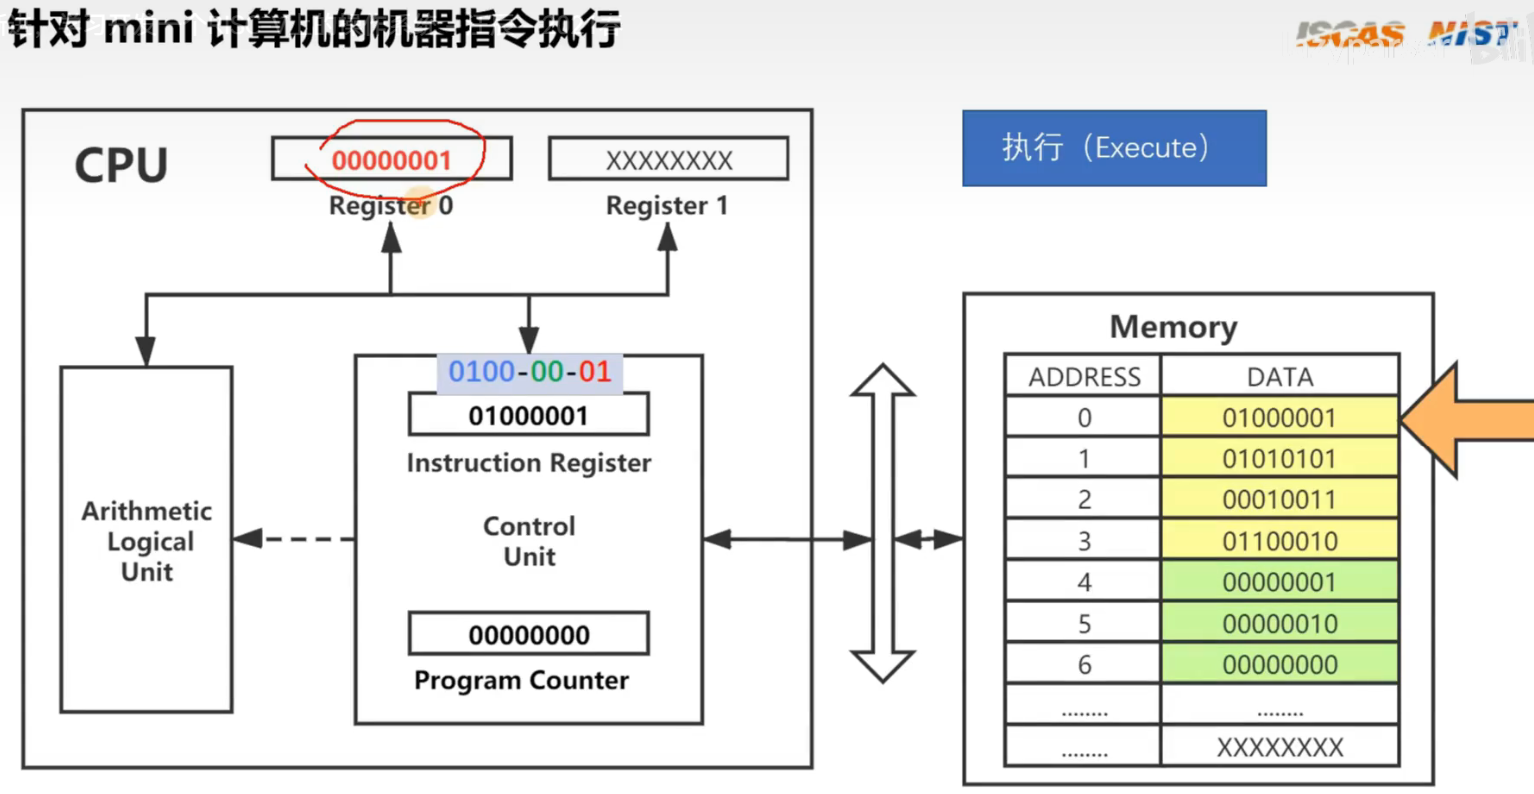 针对 mini 计算机的机器指令执行
ISCAS NIST
CPU
00000001
XXXXXXXX
执行（Execute）
Register 0
Register 1
Memory
0100-00-01
ADDRESS DATA
01000001
0 01000001
Instruction Register
1 01010101
2 00010011
Arithmetic
Logical
Unit
Control
Unit
3 01100010
4 00000001
00000000
5 00000010
Program Counter
6 00000000
........ ........
........ XXXXXXXX